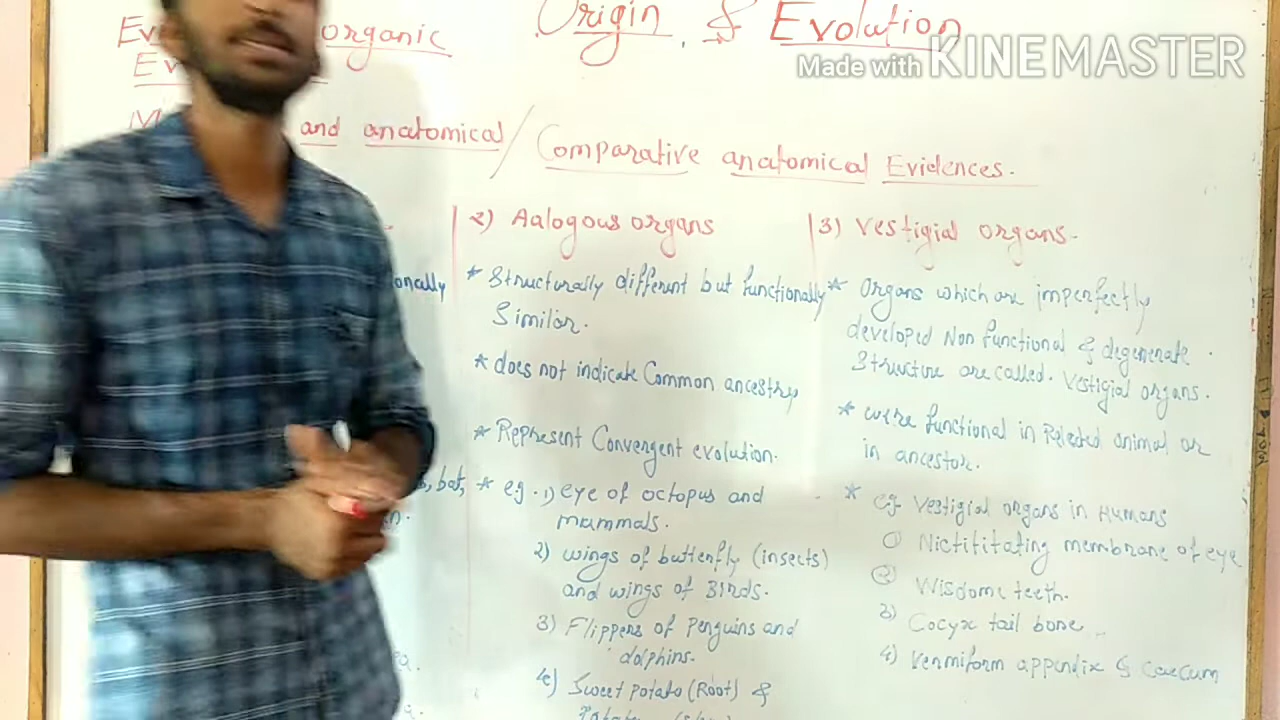 Origin & Evolution
organic
Made with KINEMASTER
and anatomical / Comparative anatomical Evidences.
2) Aalogous organs
* Structurally different but functionally
Similar.
* does not indicate Common ancestry
* Represent Convergent evolution.
* eg. 1) eye of octopus and
mammals.
2) wings of butterfly (insects)
and wings of Birds.
3) Flippers of Penguins and
dolphins.
4) Sweet potato (Root) &
3) Vestigial organs.
* Organs which are imperfectly
developed Non functional & degenerate
Structure are called. Vestigial organs.
* were functional in Related animal or
in ancestor.
* eg Vestigial organs in Humans
① Nictititating membrane of eye
② Wisdome teeth.
3) Cocyx tail bone
4) Vermiform appendix & Caecum
bat,